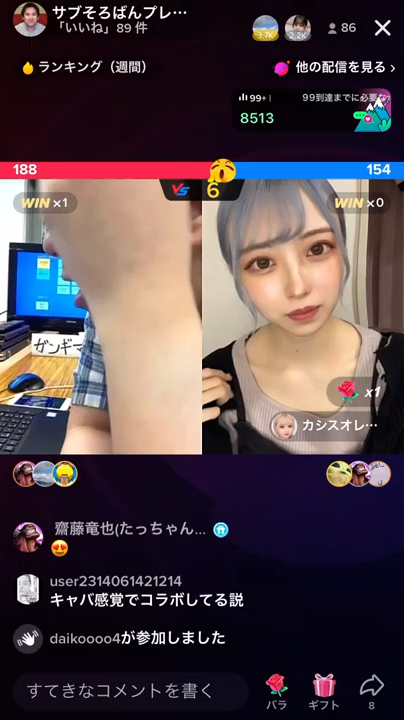 サブそろばんプレ…
「いいね」89 件
3.7K
2.2K
86
ランキング（週間）
他の配信を見る
99+
99到達までに必要な
8513
188
154
VS
6
WIN x1
WIN x0
ガンギマ
x1
カシスオレ…
齋藤竜也(たっちゃん...
😍
user2314061421214
キャバ感覚でコラボしてる説
daikoooo4が参加しました
すてきなコメントを書く
バラ
ギフト
8